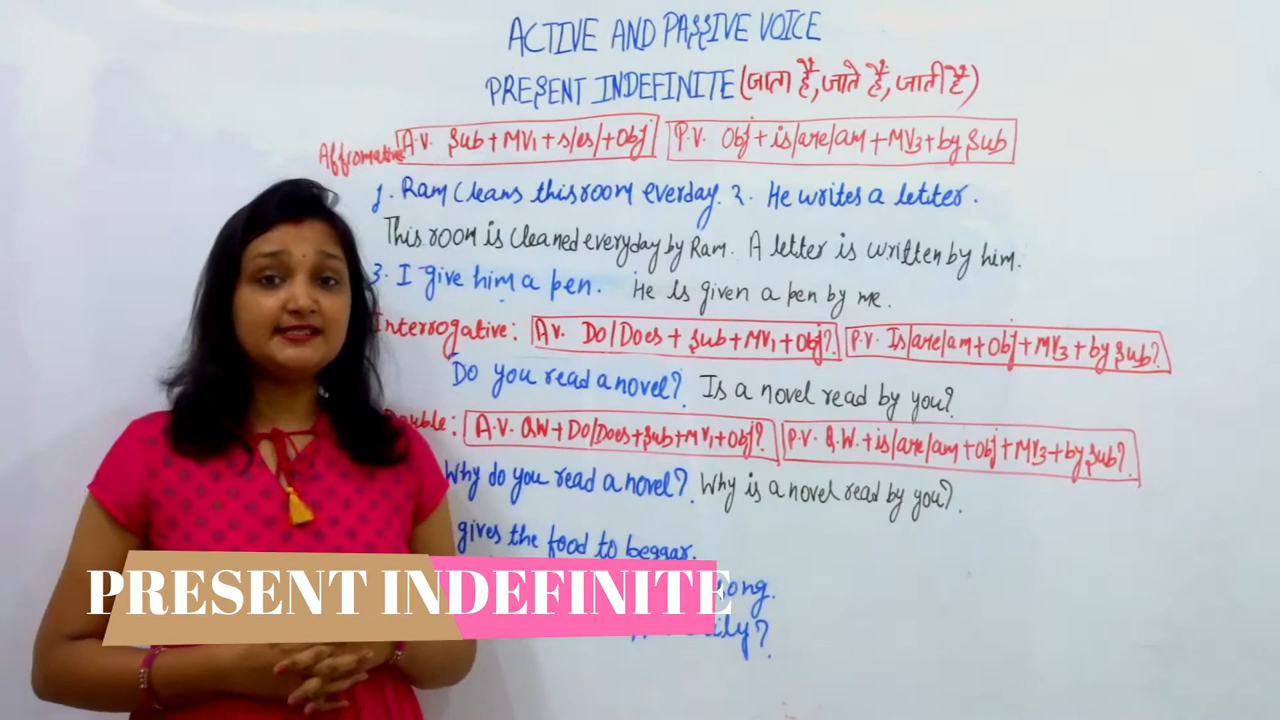 ACTIVE AND PASSIVE VOICE
PRESENT INDEFINITE (जाता है, जाते हैं, जाती है)
Affromative A.V. Sub + MV₁ + s/es/ + Obj P.V. Obj + is/are/am + MV₃ + by Sub
1. Ram cleans this room everday. 2. He writes a letiter.
This room is cleaned everyday by Ram. A letter is written by him.
3. I give him a pen. He is given a pen by me.
Interrogative: A.V. Do/Does + Sub + MV₁ + Obj? P.V. Is/are/am + Obj + MV₃ + by Sub?
Do you read a novel? Is a novel read by you?
Double: A.V. QW + Do/Does + Sub + MV₁ + Obj? P.V. Q.W. + is/are/am + Obj + MV₃ + by Sub?
Why do you read a novel? Why is a novel read by you?
gives the food to beggar.
PRESENT INDEFINITE
song.